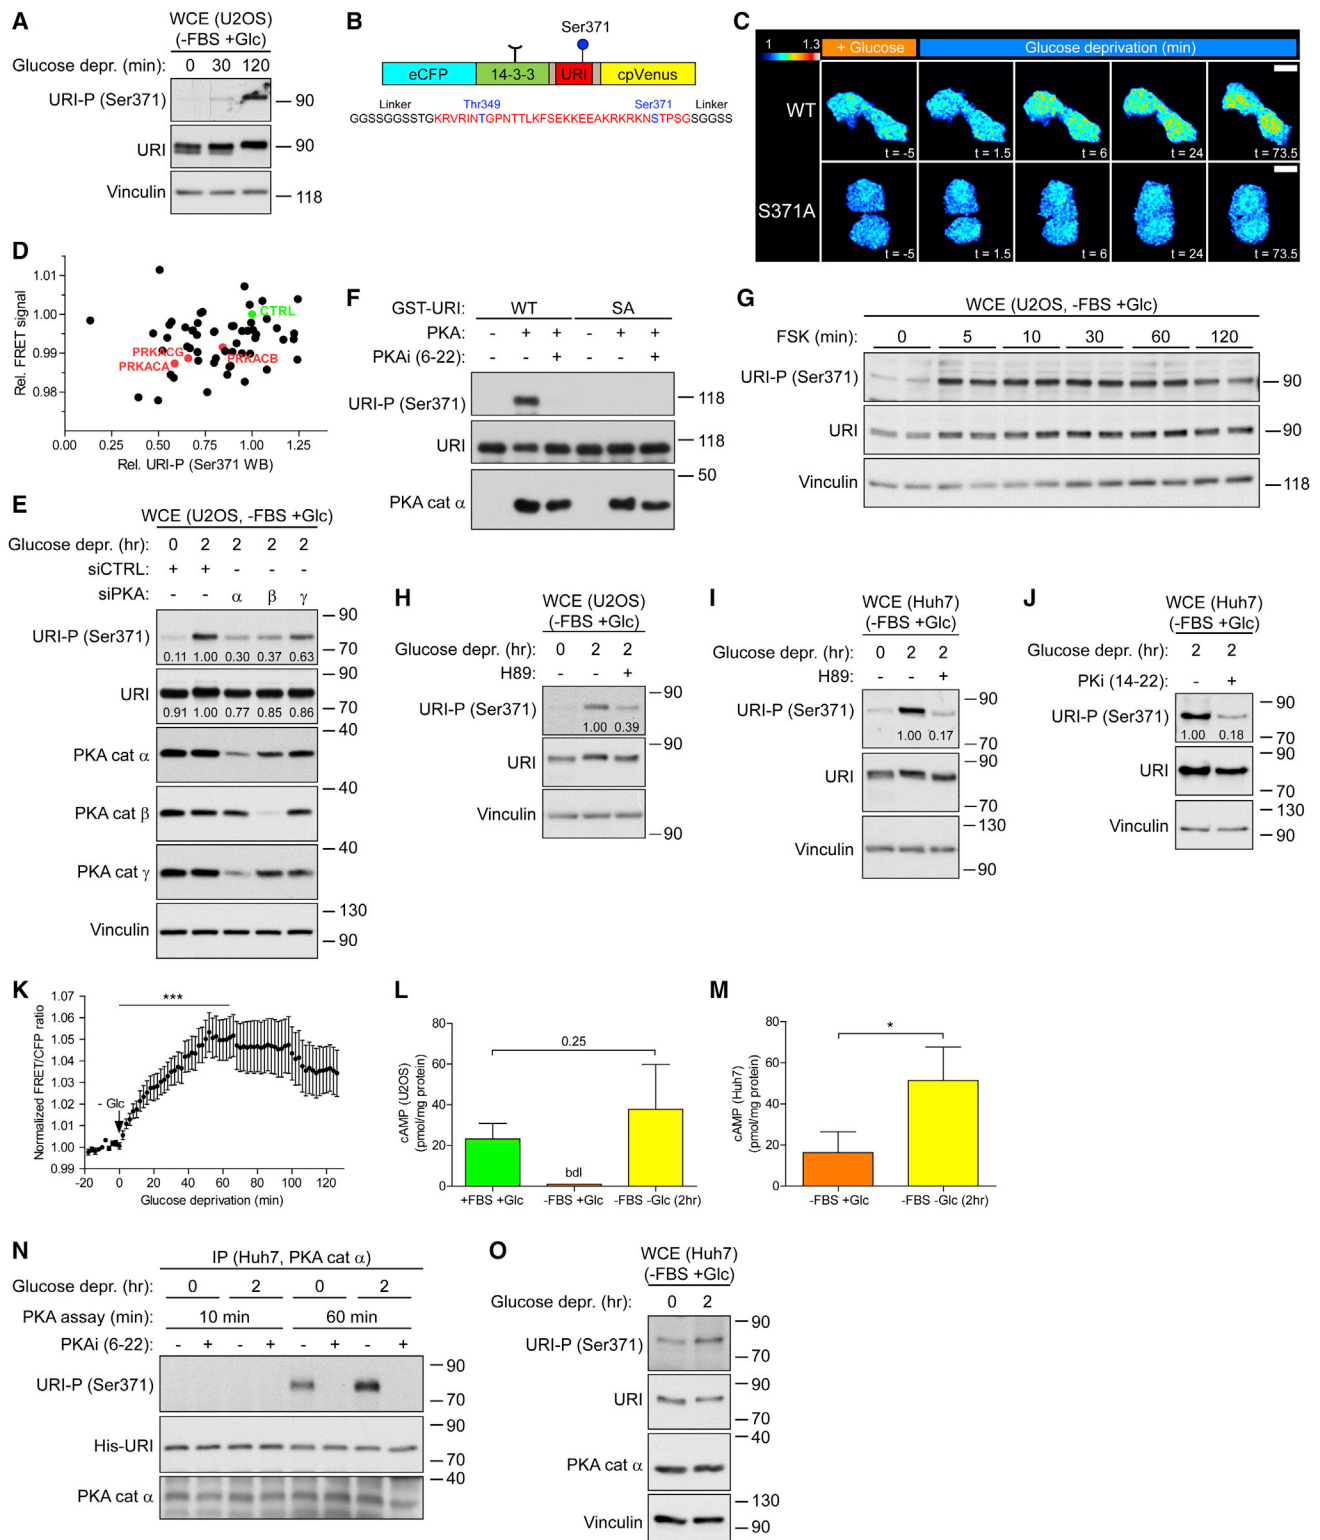 A
WCE (U2OS)
(-FBS +Glc)
Glucose depr. (min): 0 30 120
URI-P (Ser371)
90
URI
90
Vinculin
118
B
Ser371
eCFP 14-3-3 URI cpVenus
Linker Thr349 Ser371 Linker
GGSSGGSSTGKRVRINTGPNTTLKFSEKKEEAKRKRKNSTPSGSGGSS
C
1 1.3
+ Glucose Glucose deprivation (min)
WT
t = -5 t = 1.5 t = 6 t = 24 t = 73.5
S371A
t = -5 t = 1.5 t = 6 t = 24 t = 73.5
D
Rel. FRET signal
1.01
1.00
0.99
0.98
CTRL
PRKACG
PRKACA
PRKACB
0.00 0.25 0.50 0.75 1.00 1.25
Rel. URI-P (Ser371 WB)
E
WCE (U2OS, -FBS +Glc)
Glucose depr. (hr): 0 2 2 2 2
siCTRL: + + - - -
siPKA: - - α β γ
URI-P (Ser371)
0.11 1.00 0.30 0.37 0.63
90
70
URI
0.91 1.00 0.77 0.85 0.86
90
70
PKA cat α
40
PKA cat β
40
PKA cat γ
40
Vinculin
130
90
F
GST-URI: WT SA
PKA: - + + - + +
PKAi (6-22): - - + - - +
URI-P (Ser371)
118
URI
118
PKA cat α
50
G
WCE (U2OS, -FBS +Glc)
FSK (min): 0 5 10 30 60 120
URI-P (Ser371)
90
URI
90
Vinculin
118
H
WCE (U2OS)
(-FBS +Glc)
Glucose depr. (hr): 0 2 2
H89: - - +
URI-P (Ser371)
1.00 0.39
90
URI
90
Vinculin
90
I
WCE (Huh7)
(-FBS +Glc)
Glucose depr. (hr): 0 2 2
H89: - - +
URI-P (Ser371)
1.00 0.17
90
70
URI
90
70
Vinculin
130
90
J
WCE (Huh7)
(-FBS +Glc)
Glucose depr. (hr): 2 2
PKi (14-22): - +
URI-P (Ser371)
1.00 0.18
90
70
URI
90
70
Vinculin
130
90
K
Normalized FRET/CFP ratio
1.07
1.06
1.05
1.04
1.03
1.02
1.01
1.00
0.99
***
- Glc
-20 0 20 40 60 80 100 120
Glucose deprivation (min)
L
cAMP (U2OS)
(pmol/mg protein)
80
60
40
20
0
0.25
bdl
+FBS +Glc -FBS +Glc -FBS -Glc (2hr)
M
cAMP (Huh7)
(pmol/mg protein)
80
60
40
20
0
*
-FBS +Glc -FBS -Glc (2hr)
N
IP (Huh7, PKA cat α)
Glucose depr. (hr): 0 2 0 2
PKA assay (min): 10 min 60 min
PKAi (6-22): - + - + - + - +
URI-P (Ser371)
90
70
His-URI
90
70
PKA cat α
40
O
WCE (Huh7)
(-FBS +Glc)
Glucose depr. (hr): 0 2
URI-P (Ser371)
90
70
URI
90
70
PKA cat α
40
Vinculin
130
90